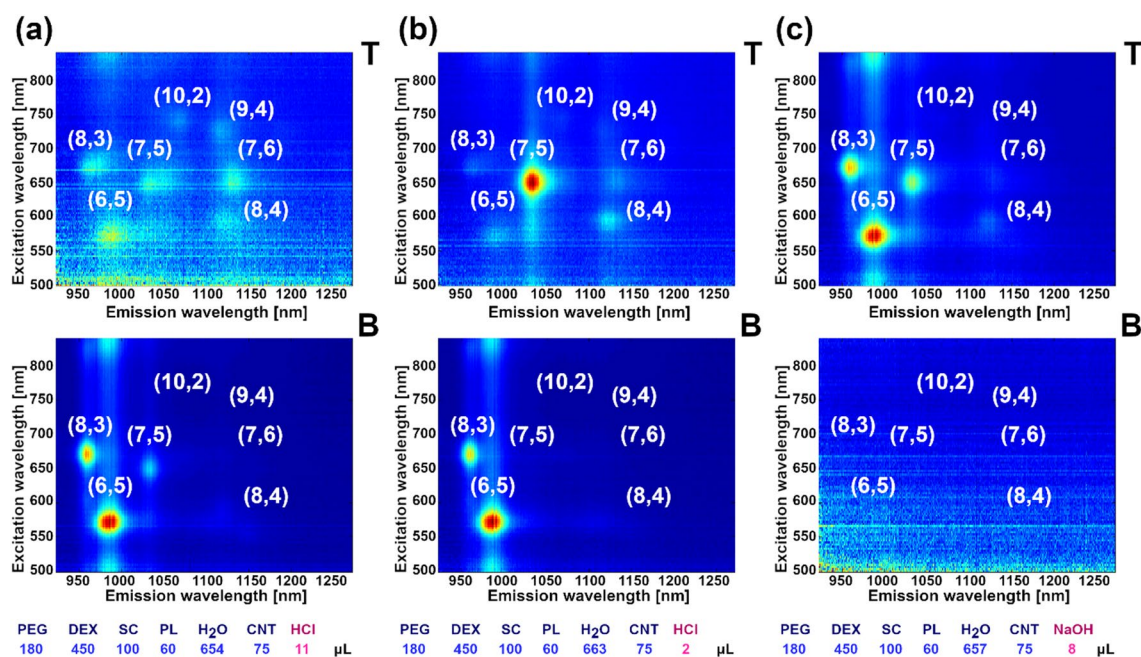 (a)
T
Excitation wavelength [nm]
800
750
700
650
600
550
500
(10,2)
(9,4)
(8,3)
(7,5)
(7,6)
(6,5)
(8,4)
950 1000 1050 1100 1150 1200 1250
Emission wavelength [nm]
(b)
T
Excitation wavelength [nm]
800
750
700
650
600
550
500
(10,2)
(9,4)
(8,3)
(7,5)
(7,6)
(6,5)
(8,4)
950 1000 1050 1100 1150 1200 1250
Emission wavelength [nm]
(c)
T
Excitation wavelength [nm]
800
750
700
650
600
550
500
(10,2)
(9,4)
(8,3)
(7,5)
(7,6)
(6,5)
(8,4)
950 1000 1050 1100 1150 1200 1250
Emission wavelength [nm]
B
Excitation wavelength [nm]
800
750
700
650
600
550
500
(10,2)
(9,4)
(8,3)
(7,5)
(7,6)
(6,5)
(8,4)
950 1000 1050 1100 1150 1200 1250
Emission wavelength [nm]
B
Excitation wavelength [nm]
800
750
700
650
600
550
500
(10,2)
(9,4)
(8,3)
(7,5)
(7,6)
(6,5)
(8,4)
950 1000 1050 1100 1150 1200 1250
Emission wavelength [nm]
B
Excitation wavelength [nm]
800
750
700
650
600
550
500
(10,2)
(9,4)
(8,3)
(7,5)
(7,6)
(6,5)
(8,4)
950 1000 1050 1100 1150 1200 1250
Emission wavelength [nm]
PEG DEX SC PL H₂O CNT HCl
180 450 100 60 654 75 11 µL
PEG DEX SC PL H₂O CNT HCl
180 450 100 60 663 75 2 µL
PEG DEX SC PL H₂O CNT NaOH
180 450 100 60 657 75 8 µL